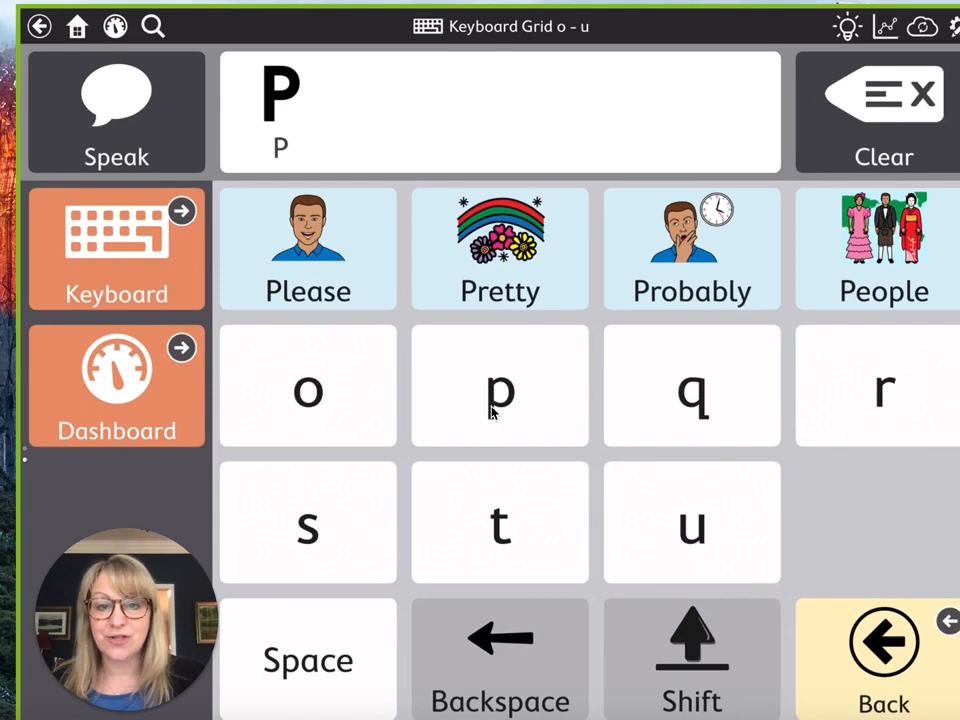 Keyboard Grid o - u
Speak
P
P
Clear
Keyboard
Please
Pretty
Probably
People
Dashboard
o
p
q
r
s
t
u
Space
Backspace
Shift
Back